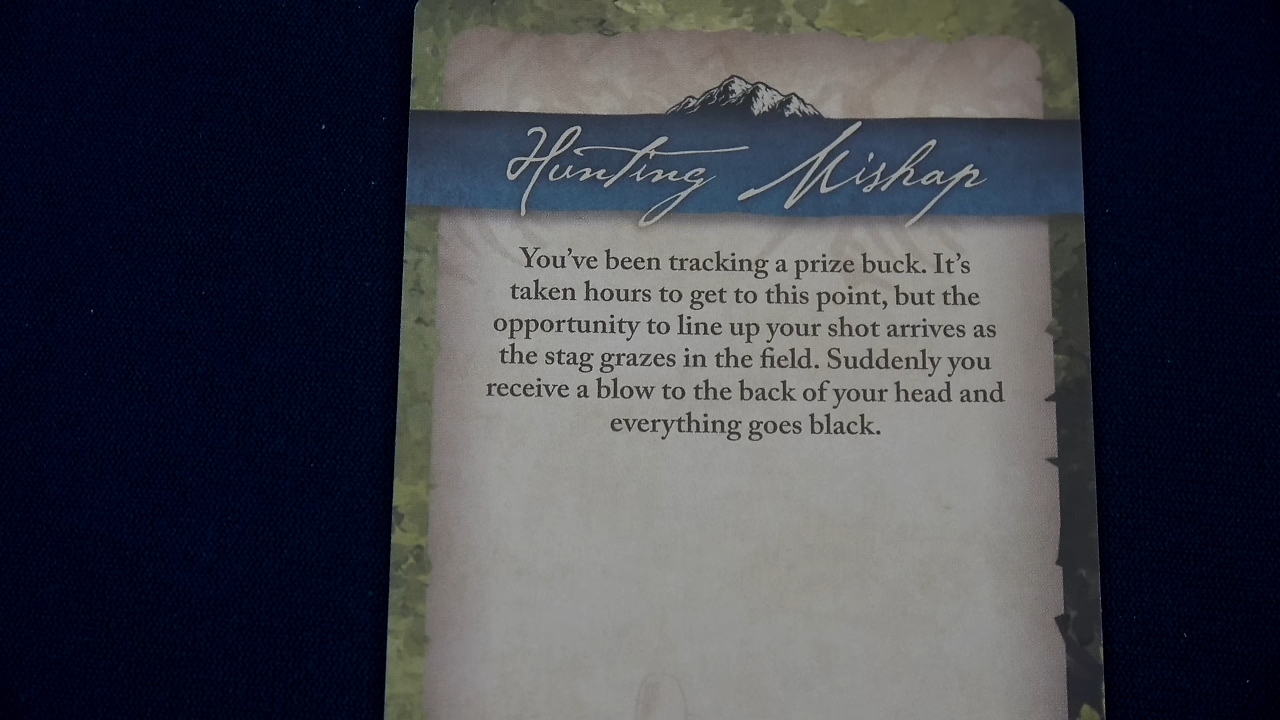 Hunting Mishap
You've been tracking a prize buck. It's
taken hours to get to this point, but the
opportunity to line up your shot arrives as
the stag grazes in the field. Suddenly you
receive a blow to the back of your head and
everything goes black.